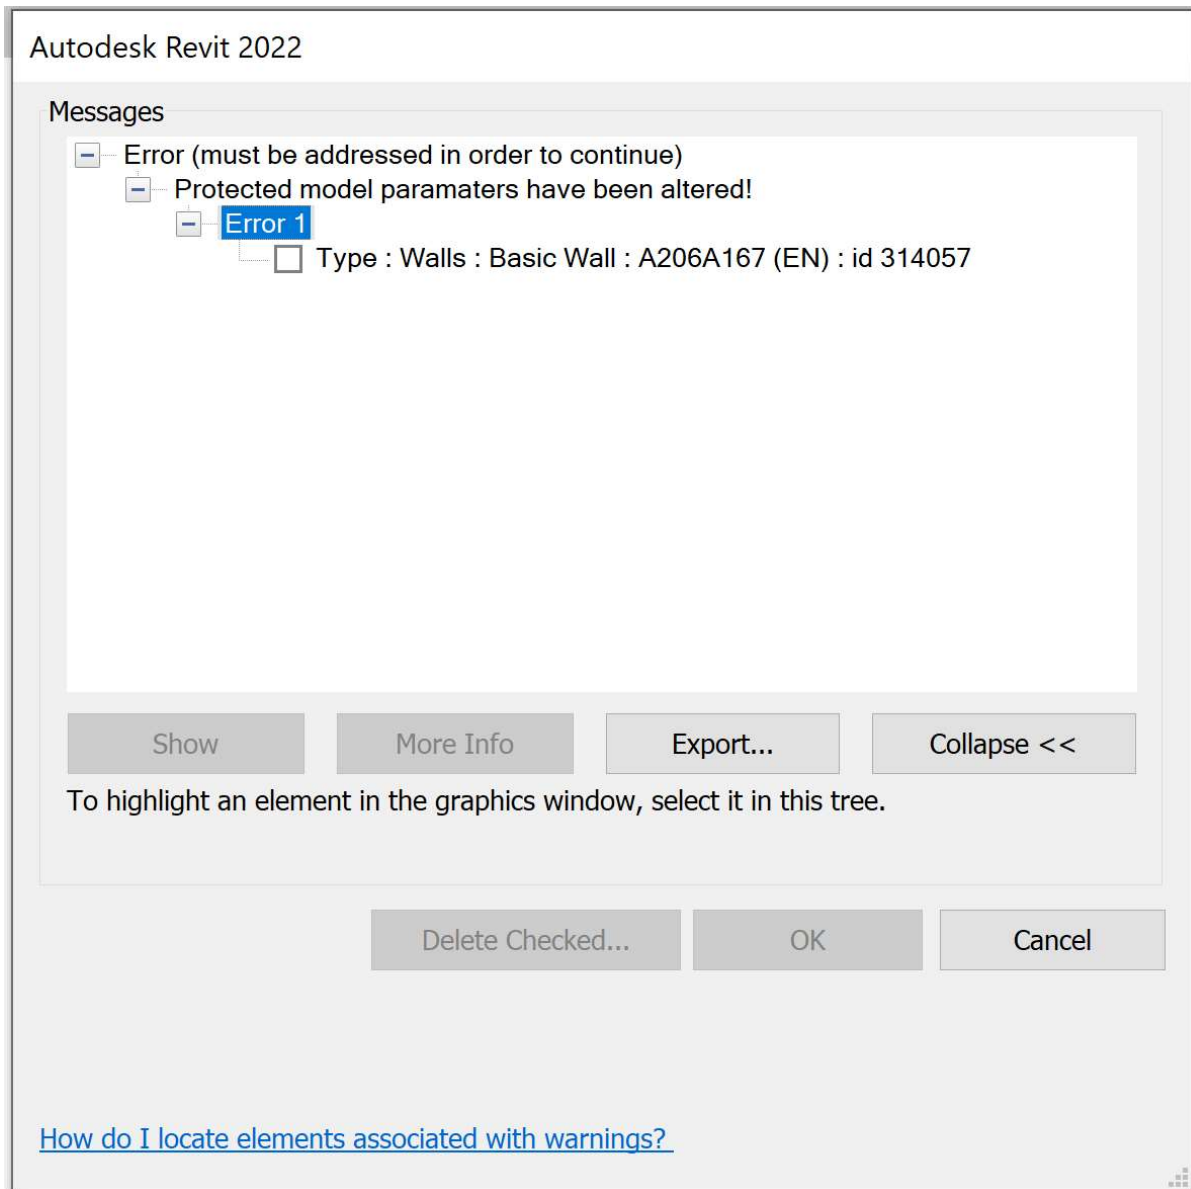 Autodesk Revit 2022
Messages
Error (must be addressed in order to continue)
Protected model paramaters have been altered!
Error 1
Type : Walls : Basic Wall : A206A167 (EN) : id 314057
Show More Info Export... Collapse <<
To highlight an element in the graphics window, select it in this tree.
Delete Checked... OK Cancel
How do I locate elements associated with warnings?